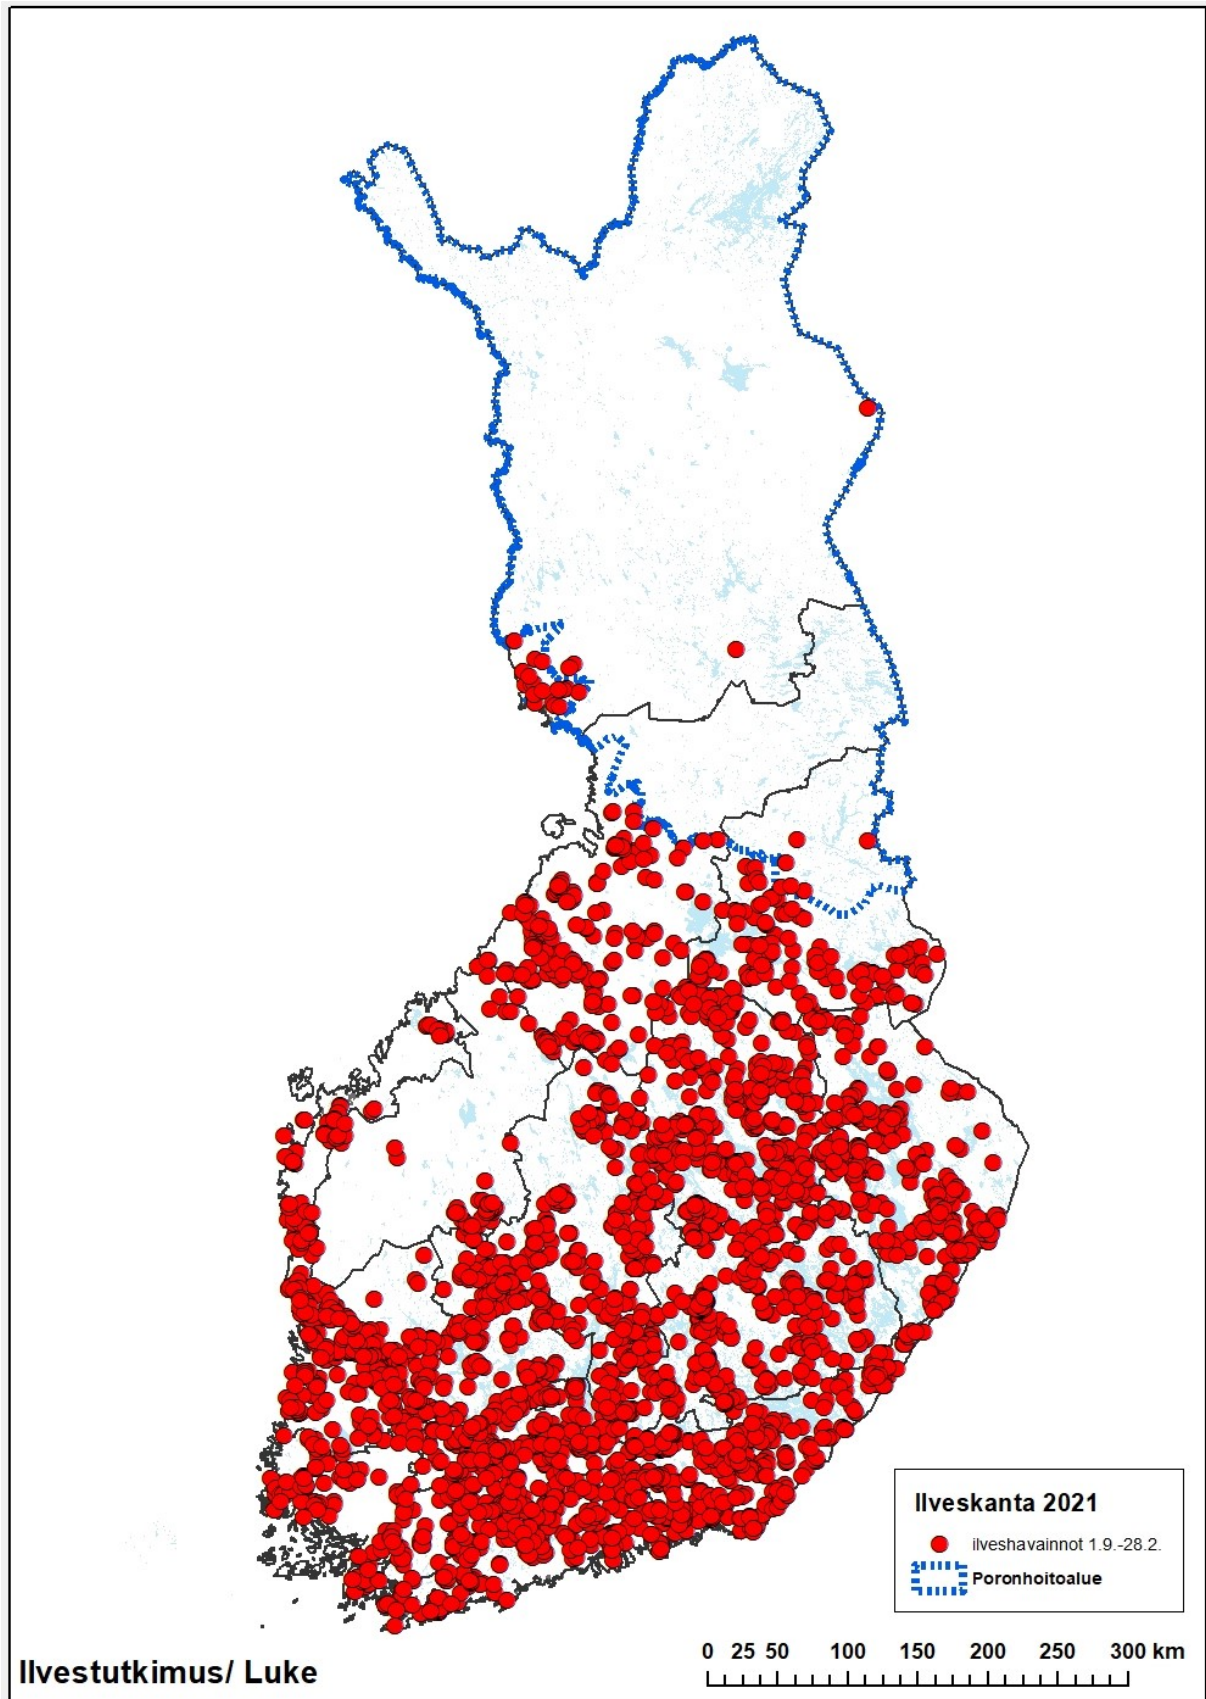 Ilveskanta 2021
ilveshavainnot 1.9.-28.2.
Poronhoitoalue
0 25 50 100 150 200 250 300 km
Ilvestutkimus/ Luke